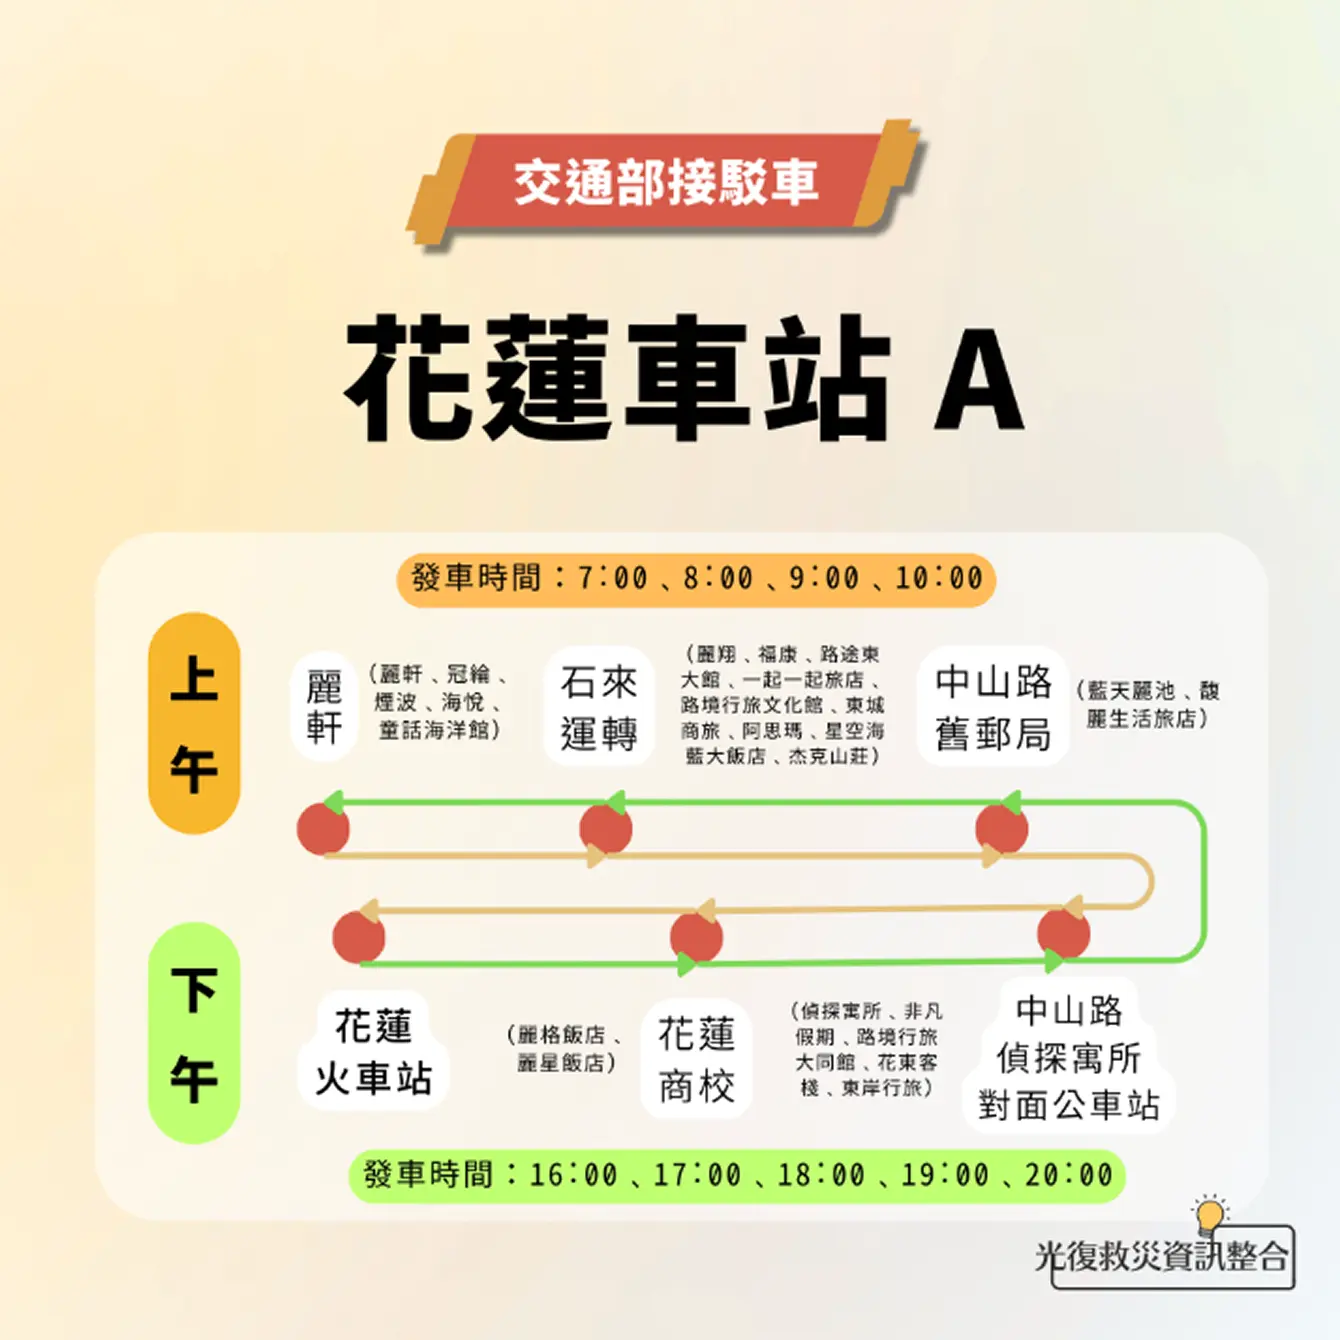 交通部接駁車
花蓮車站 A
發車時間：7:00、8:00、9:00、10:00
上
午
麗
軒
（麗軒、冠綸、
煙波、海悅、
童話海洋館）
石來
運轉
（麗翔、福康、路途東
大館、一起一起旅店、
路境行旅文化館、東城
商旅、阿思瑪、星空海
藍大飯店、杰克山莊）
中山路
舊郵局
（藍天麗池、馥
麗生活旅店）
下
午
花蓮
火車站
（麗格飯店、
麗星飯店）
花蓮
商校
（偵探寓所、非凡
假期、路境行旅
大同館、花東客
棧、東岸行旅）
中山路
偵探寓所
對面公車站
發車時間：16:00、17:00、18:00、19:00、20:00
光復救災資訊整合